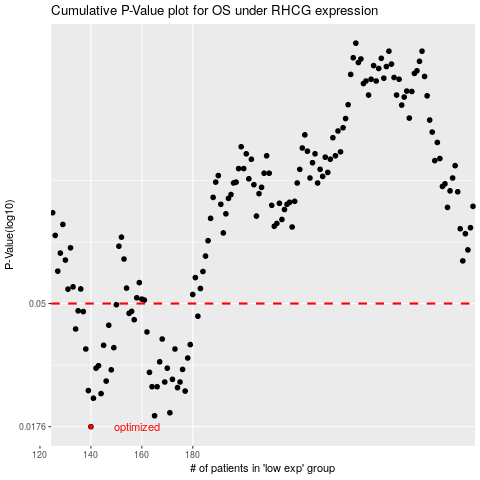 Cumulative P-Value plot for OS under RHCG expression
P-Value(log10)
0.05
0.0176
optimized
120 140 160 180
# of patients in 'low exp' group